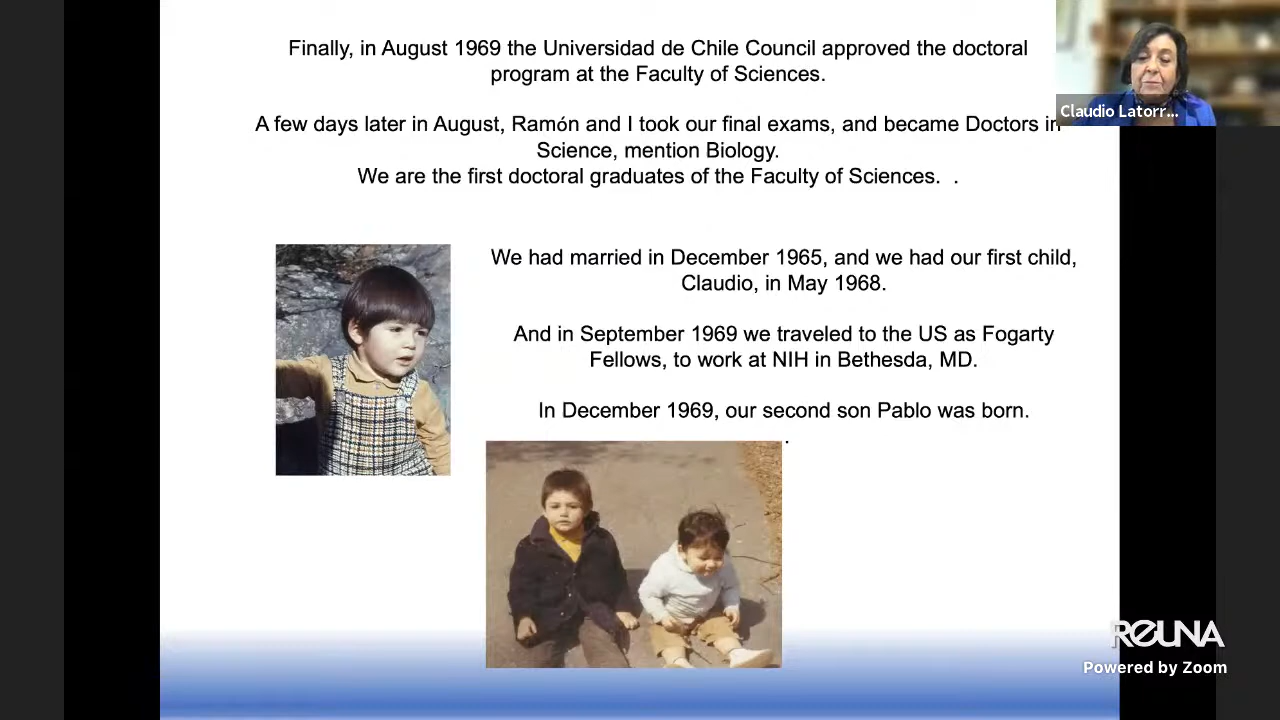 Finally, in August 1969 the Universidad de Chile Council approved the doctoral
program at the Faculty of Sciences.
A few days later in August, Ramón and I took our final exams, and became Doctors in
Science, mention Biology.
We are the first doctoral graduates of the Faculty of Sciences. .
We had married in December 1965, and we had our first child,
Claudio, in May 1968.
And in September 1969 we traveled to the US as Fogarty
Fellows, to work at NIH in Bethesda, MD.
In December 1969, our second son Pablo was born.
.
Claudio Latorr...
REUNA
Powered by Zoom